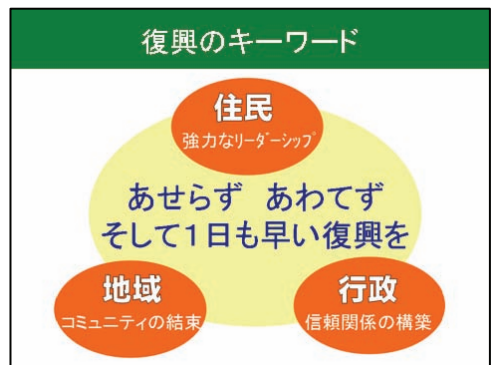 復興のキーワード
住民
強力なリーダーシップ
あせらず あわてず
そして1日も早い復興を
地域
コミュニティの結束
行政
信頼関係の構築